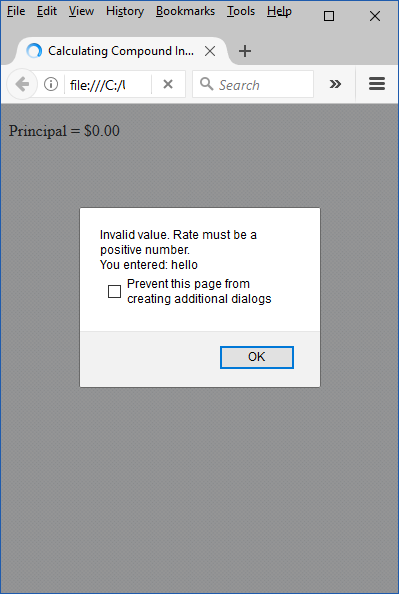 File Edit View History Bookmarks Tools Help
Calculating Compound In...
file:///C:/l
Search
Principal = $0.00
Invalid value. Rate must be a
positive number.
You entered: hello
Prevent this page from
creating additional dialogs
OK